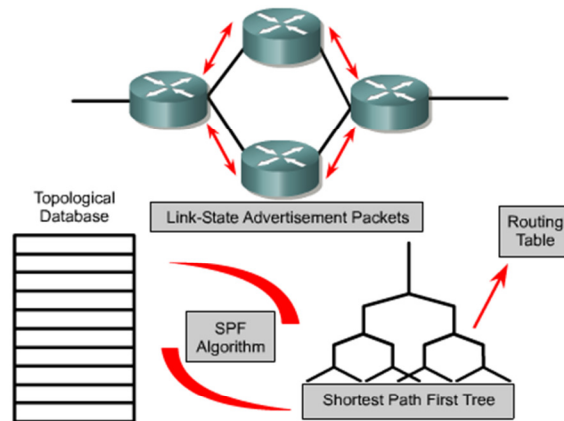 Topological
Database
Link-State Advertisement Packets
Routing
Table
SPF
Algorithm
Shortest Path First Tree